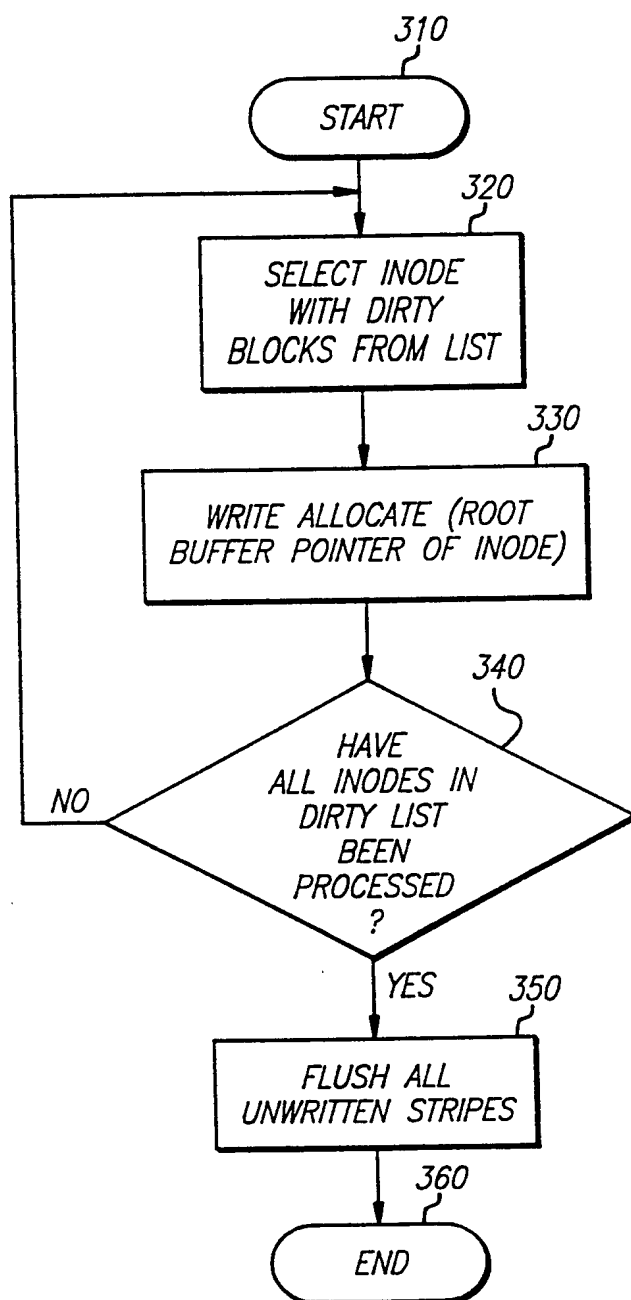 310
START
320
SELECT INODE
WITH DIRTY
BLOCKS FROM LIST
330
WRITE ALLOCATE (ROOT
BUFFER POINTER OF INODE)
340
HAVE
ALL INODES IN
DIRTY LIST
BEEN
PROCESSED
?
NO
YES
350
FLUSH ALL
UNWRITTEN STRIPES
360
END